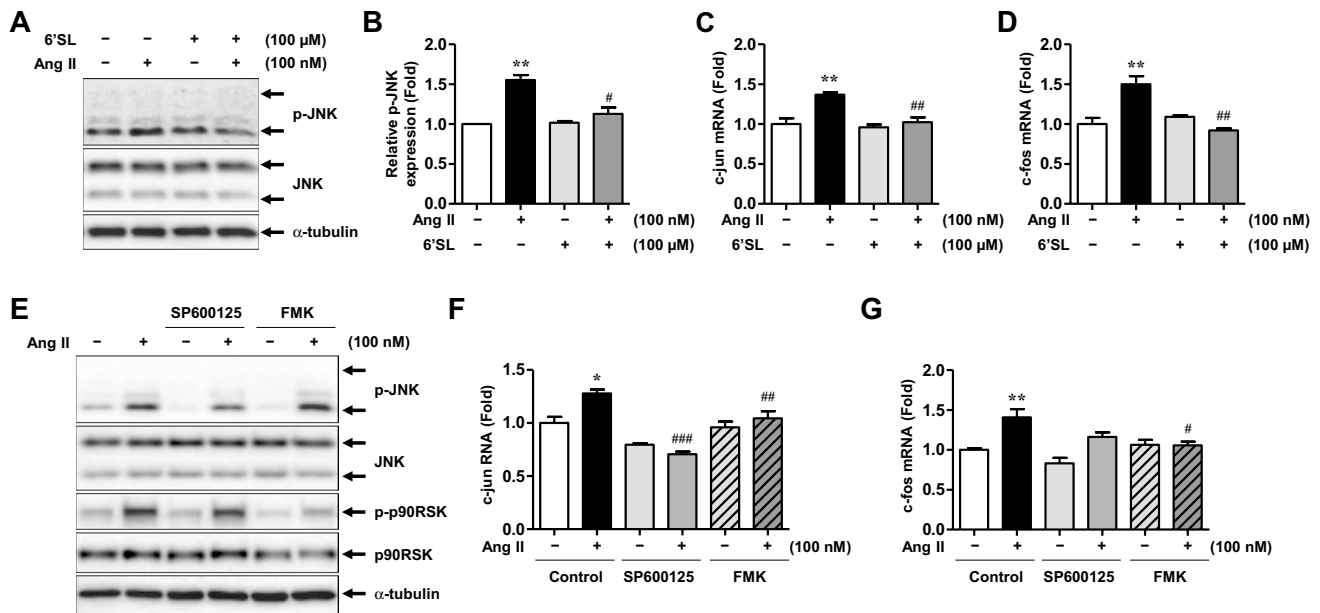 A
6'SL − − + + (100 µM)
Ang II − + − + (100 nM)
p-JNK
JNK
α-tubulin
B
Relative p-JNK
expression (Fold)
2.0
1.5
1.0
0.5
0.0
**
#
Ang II − + − + (100 nM)
6'SL − − + + (100 µM)
C
c-jun mRNA (Fold)
2.0
1.5
1.0
0.5
0.0
**
##
Ang II − + − + (100 nM)
6'SL − − + + (100 µM)
D
c-fos mRNA (Fold)
2.0
1.5
1.0
0.5
0.0
**
##
Ang II − + − + (100 nM)
6'SL − − + + (100 µM)
E
SP600125 FMK
Ang II − + − + − + (100 nM)
p-JNK
JNK
p-p90RSK
p90RSK
α-tubulin
F
c-jun RNA (Fold)
1.5
1.0
0.5
0.0
*
###
##
Ang II − + − + − + (100 nM)
Control SP600125 FMK
G
c-fos mRNA (Fold)
2.0
1.5
1.0
0.5
0.0
**
#
Ang II − + − + − + (100 nM)
Control SP600125 FMK